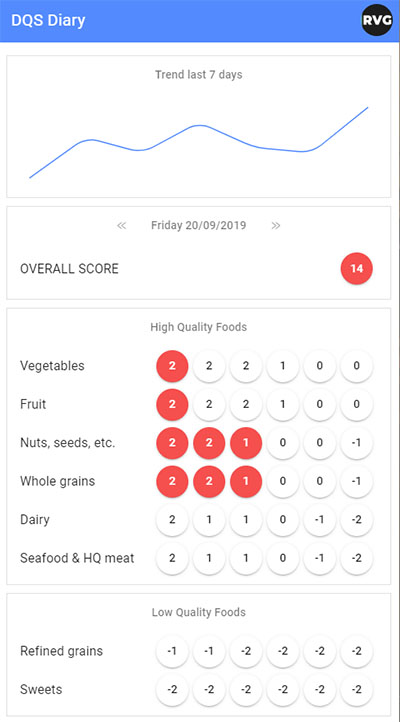 DQS Diary
RVG
Trend last 7 days
« Friday 20/09/2019 »
OVERALL SCORE 14
High Quality Foods
Vegetables 2 2 2 1 0 0
Fruit 2 2 2 1 0 0
Nuts, seeds, etc. 2 2 1 0 0 -1
Whole grains 2 2 1 0 0 -1
Dairy 2 1 1 0 -1 -2
Seafood & HQ meat 2 1 1 0 -1 -2
Low Quality Foods
Refined grains -1 -1 -2 -2 -2 -2
Sweets -2 -2 -2 -2 -2 -2